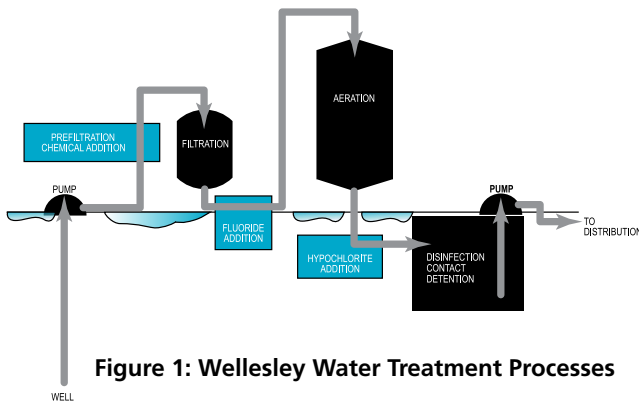 AERATION
PREFILTRATION
CHEMICAL ADDITION
FILTRATION
PUMP
PUMP
FLUORIDE
ADDITION
TO
DISTRIBUTION
HYPOCHLORITE
ADDITION
DISINFECTION
CONTACT
DETENTION
Figure 1: Wellesley Water Treatment Processes
WELL